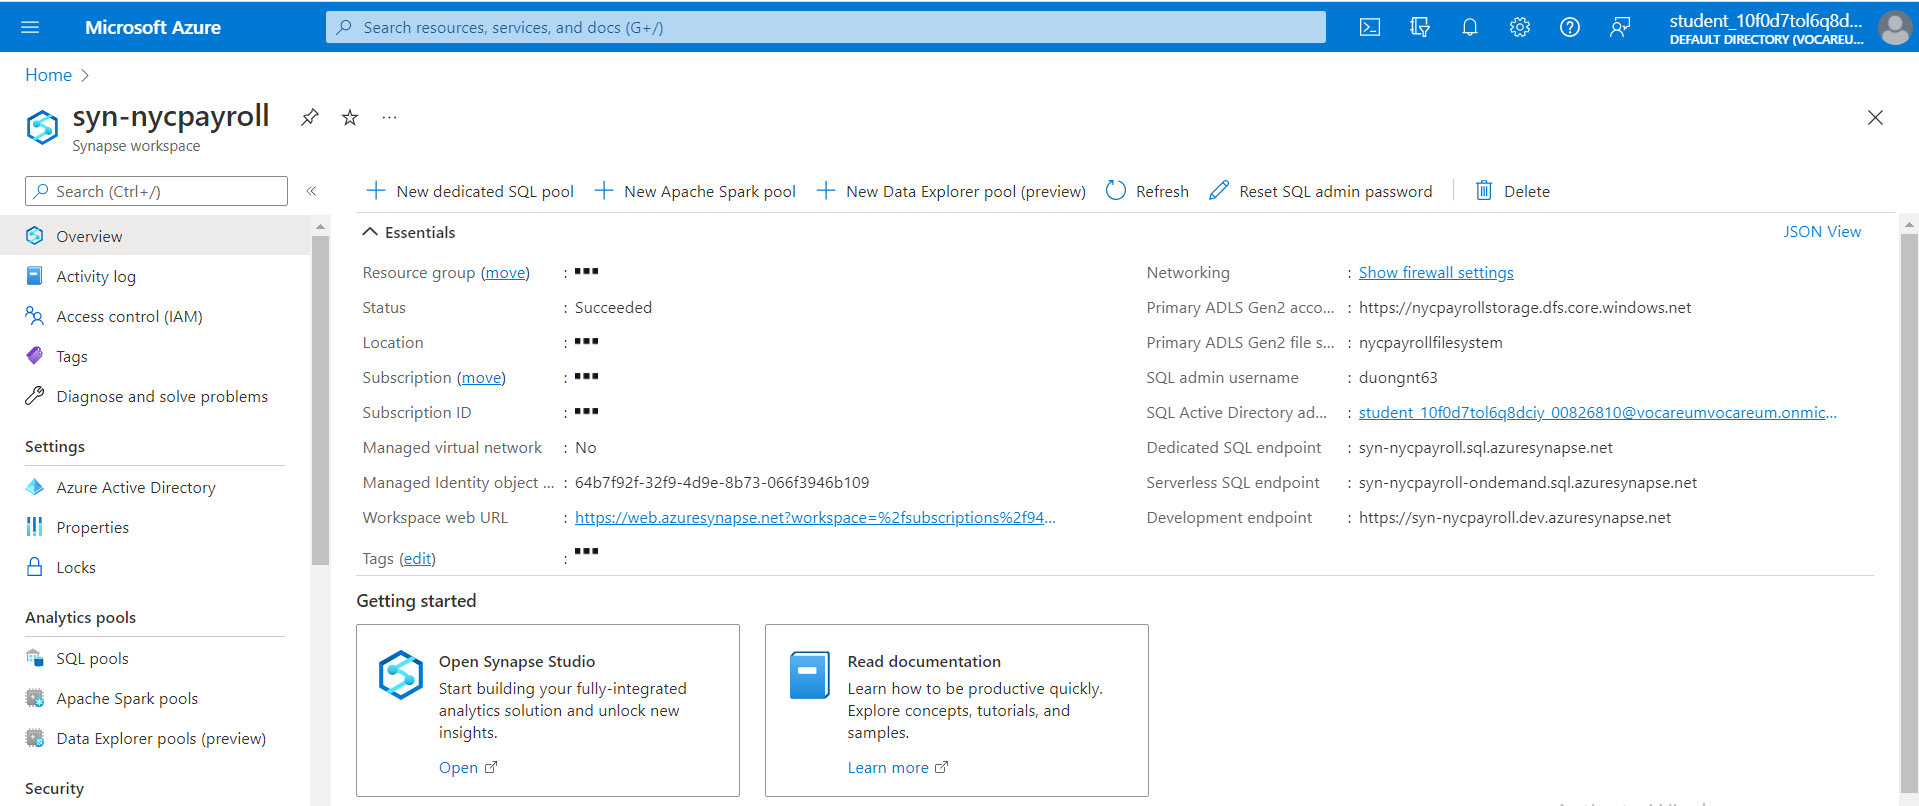 Microsoft Azure
Search resources, services, and docs (G+/)
student_10f0d7tol6q8d...
DEFAULT DIRECTORY (VOCAREU...
Home
syn-nycpayroll
...
Synapse workspace
Search (Ctrl+/)
«
New dedicated SQL pool
New Apache Spark pool
New Data Explorer pool (preview)
Refresh
Reset SQL admin password
Delete
Overview
Activity log
Access control (IAM)
Tags
Diagnose and solve problems
Settings
Azure Active Directory
Properties
Locks
Analytics pools
SQL pools
Apache Spark pools
Data Explorer pools (preview)
Security
Essentials
JSON View
Resource group (move) : ...
Status : Succeeded
Location : ...
Subscription (move) : ...
Subscription ID : ...
Managed virtual network : No
Managed Identity object ... : 64b7f92f-32f9-4d9e-8b73-066f3946b109
Workspace web URL : https://web.azuresynapse.net?workspace=%2fsubscriptions%2f94...
Tags (edit) : ...
Networking : Show firewall settings
Primary ADLS Gen2 acco... : https://nycpayrollstorage.dfs.core.windows.net
Primary ADLS Gen2 file s... : nycpayrollfilesystem
SQL admin username : duongnt63
SQL Active Directory ad... : student_10f0d7tol6q8dciy_00826810@vocareumvocareum.onmic...
Dedicated SQL endpoint : syn-nycpayroll.sql.azuresynapse.net
Serverless SQL endpoint : syn-nycpayroll-ondemand.sql.azuresynapse.net
Development endpoint : https://syn-nycpayroll.dev.azuresynapse.net
Getting started
Open Synapse Studio
Start building your fully-integrated
analytics solution and unlock new
insights.
Open
Read documentation
Learn how to be productive quickly.
Explore concepts, tutorials, and
samples.
Learn more